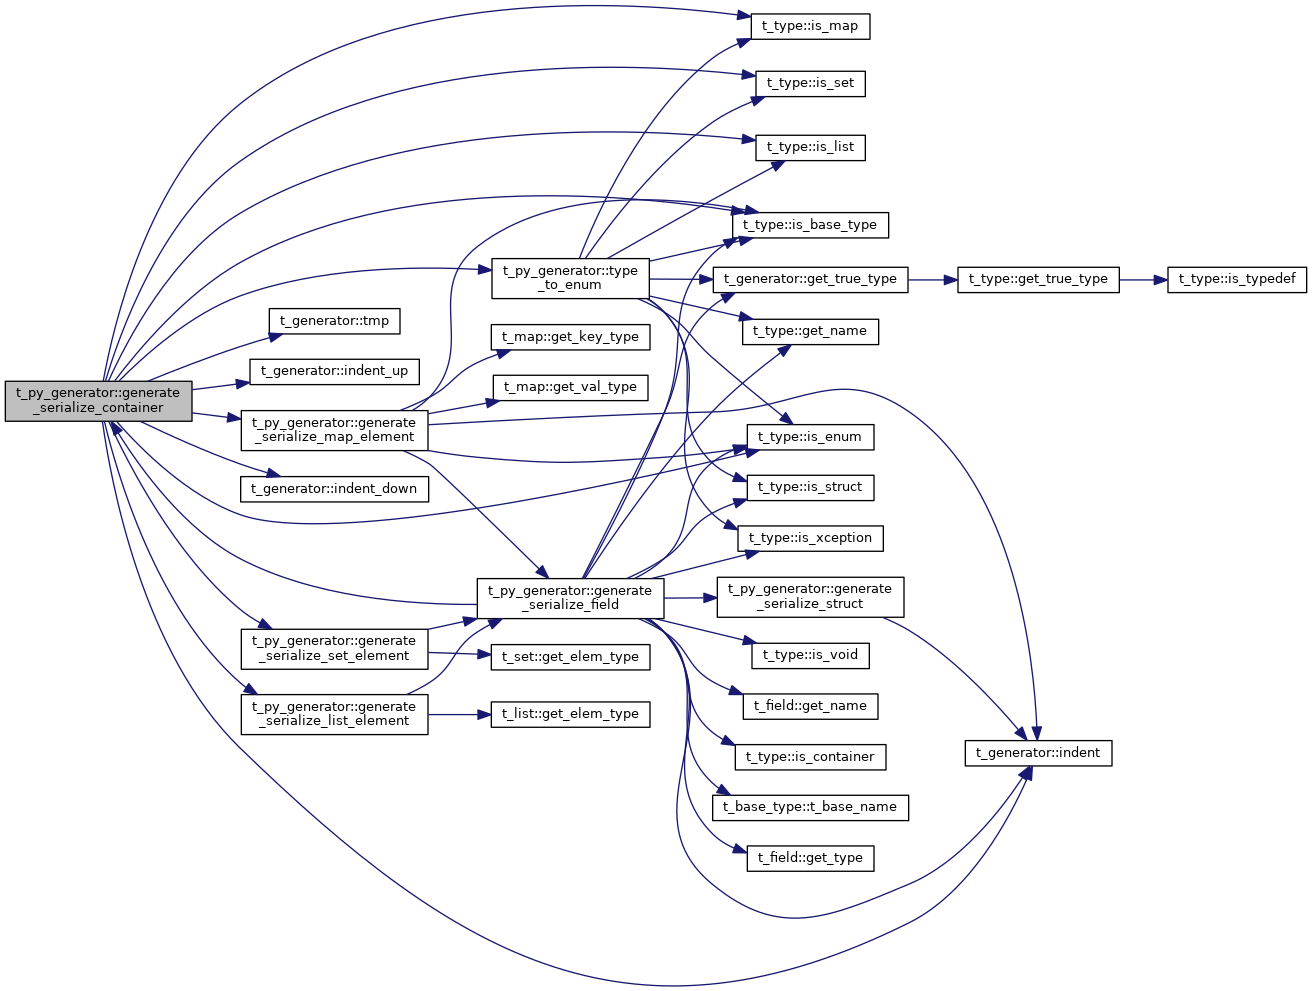 t_type::is_map
t_type::is_set
t_type::is_list
t_type::is_base_type
t_py_generator::type
_to_enum
t_generator::get_true_type
t_type::get_true_type
t_type::is_typedef
t_generator::tmp
t_type::get_name
t_map::get_key_type
t_generator::indent_up
t_map::get_val_type
t_py_generator::generate
_serialize_container
t_py_generator::generate
_serialize_map_element
t_type::is_enum
t_generator::indent_down
t_type::is_struct
t_type::is_xception
t_py_generator::generate
_serialize_field
t_py_generator::generate
_serialize_struct
t_py_generator::generate
_serialize_set_element
t_set::get_elem_type
t_type::is_void
t_py_generator::generate
_serialize_list_element
t_list::get_elem_type
t_field::get_name
t_type::is_container
t_generator::indent
t_base_type::t_base_name
t_field::get_type